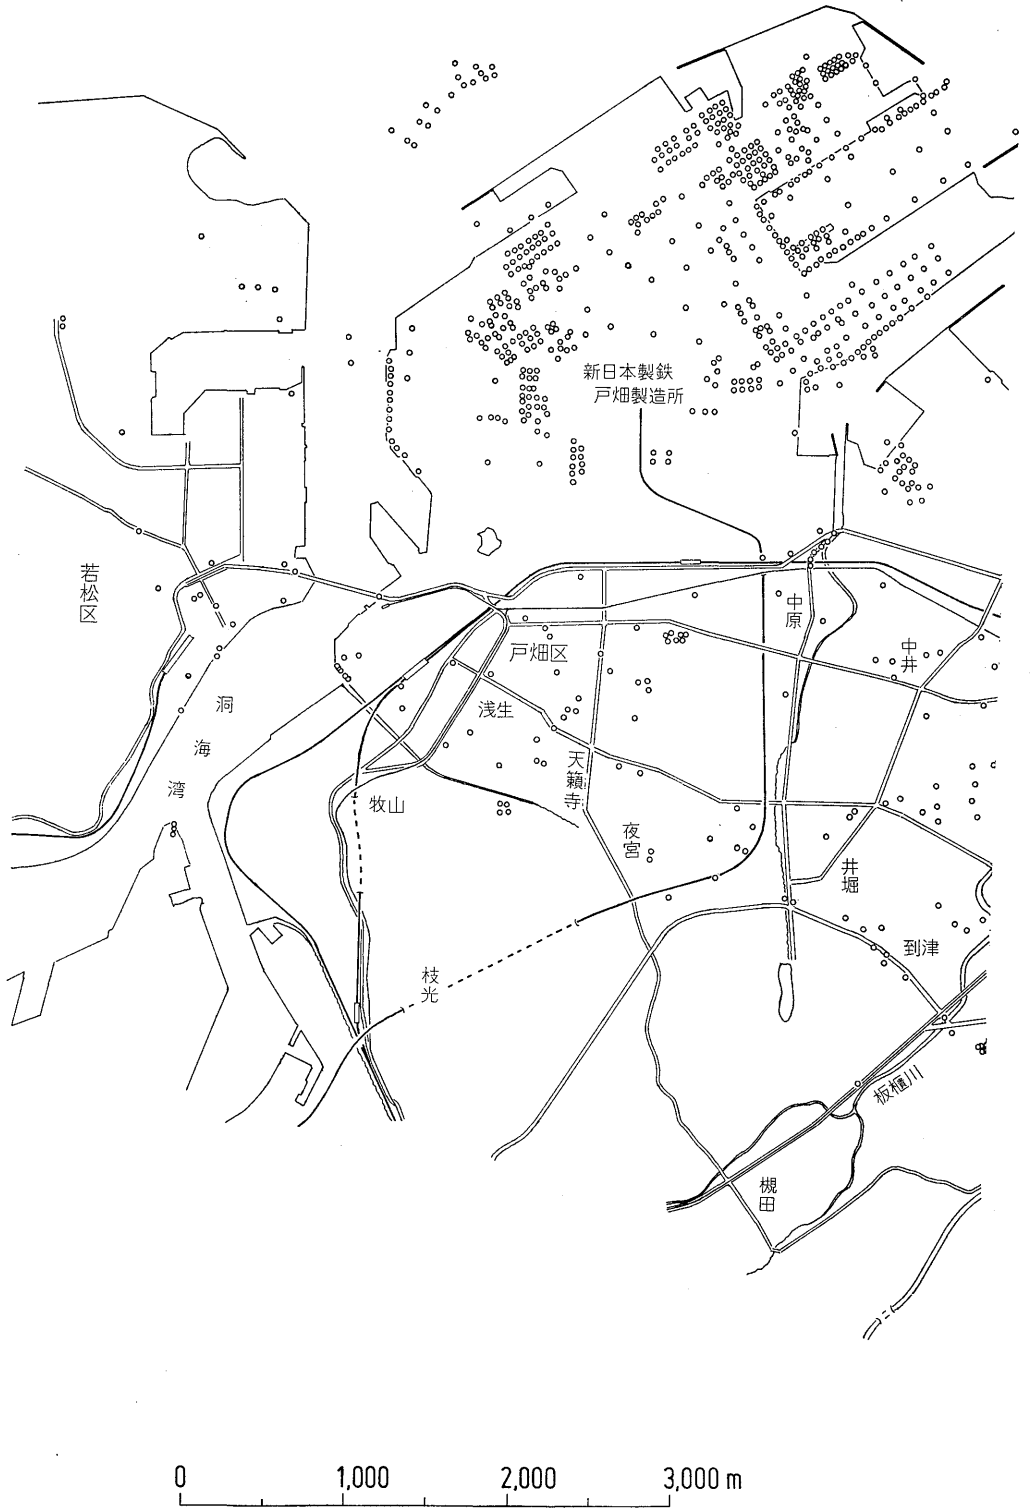 新日本製鉄
戸畑製造所
若松区
中原
中井
戸畑区
洞海湾
浅生
天籟寺
牧山
夜宮
井堀
到津
枝光
板櫃川
槻田
0 1,000 2,000 3,000 m